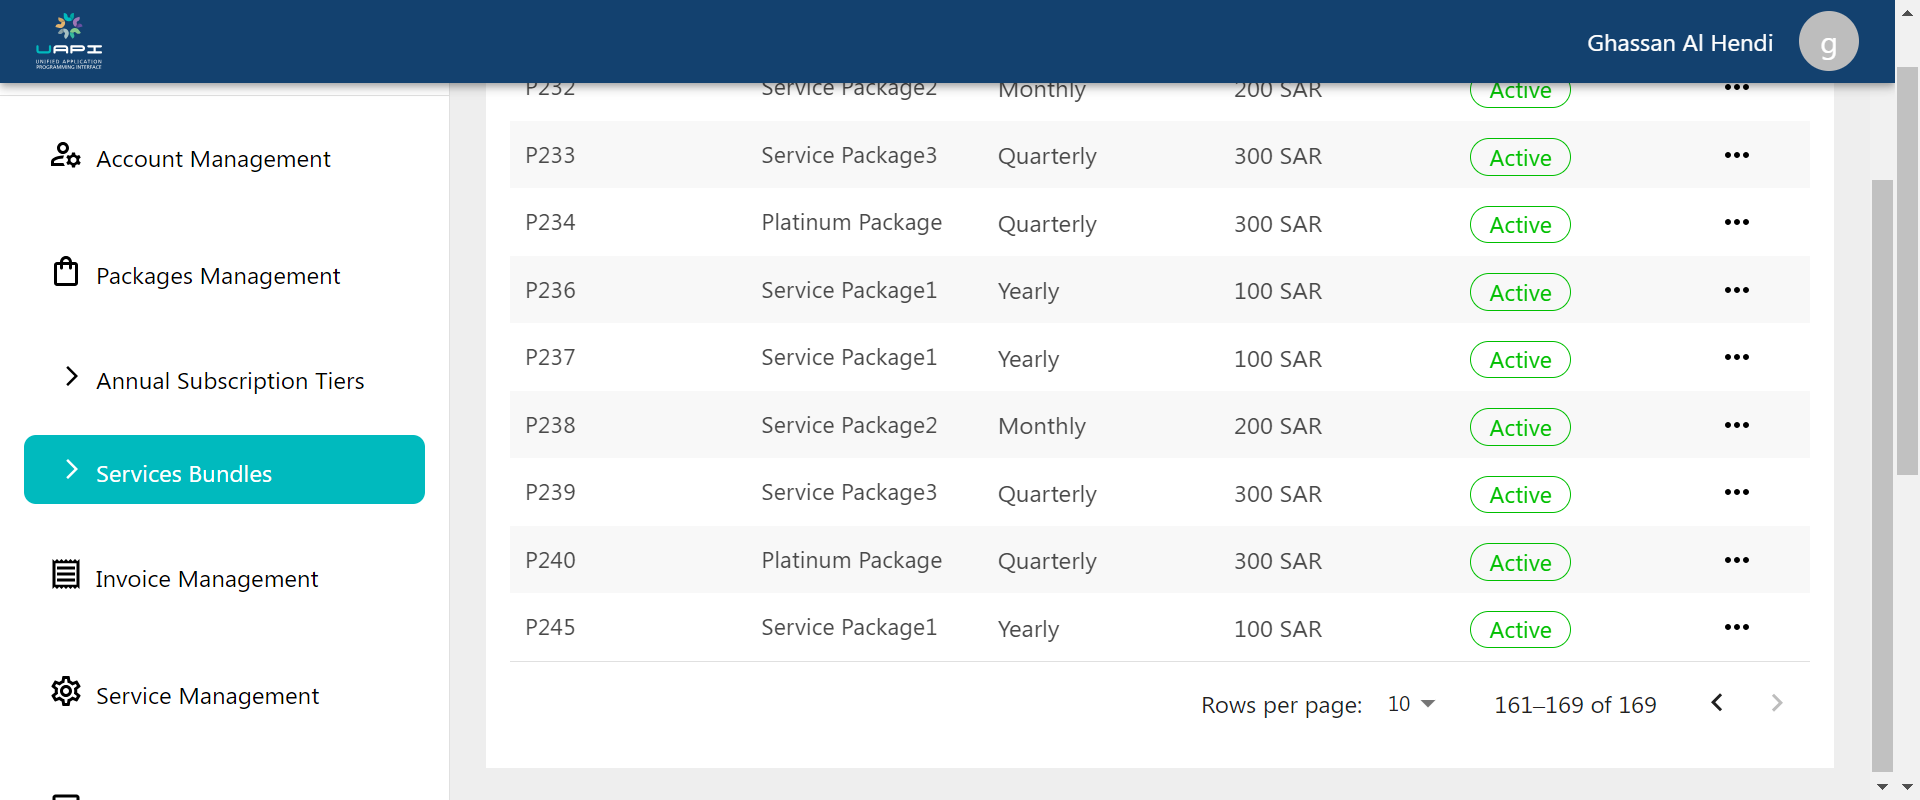 UAPI
UNIFIED APPLICATION
PROGRAMMING INTERFACE
Ghassan Al Hendi
g
Account Management
Packages Management
Annual Subscription Tiers
Services Bundles
Invoice Management
Service Management
P232 Service Package2 Monthly 200 SAR Active
P233 Service Package3 Quarterly 300 SAR Active
P234 Platinum Package Quarterly 300 SAR Active
P236 Service Package1 Yearly 100 SAR Active
P237 Service Package1 Yearly 100 SAR Active
P238 Service Package2 Monthly 200 SAR Active
P239 Service Package3 Quarterly 300 SAR Active
P240 Platinum Package Quarterly 300 SAR Active
P245 Service Package1 Yearly 100 SAR Active
Rows per page: 10 161–169 of 169